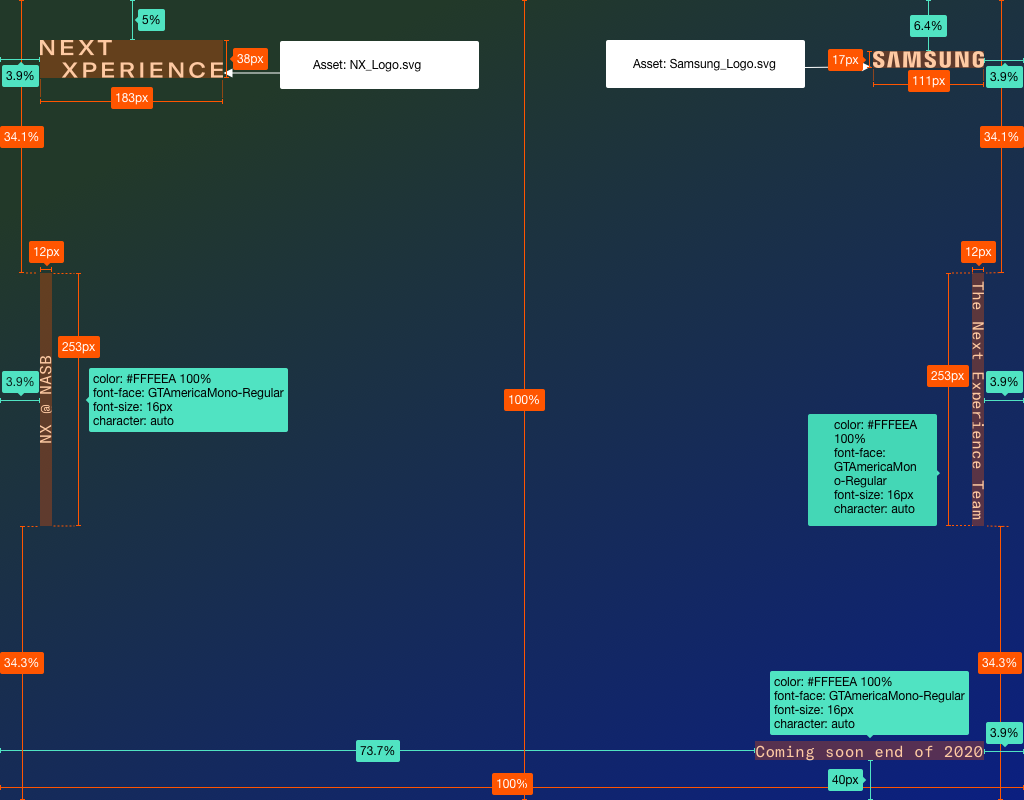 5%
6.4%
NEXT
XPERIENCE
38px
Asset: NX_Logo.svg
Asset: Samsung_Logo.svg
17px
SAMSUNG
3.9%
3.9%
183px
111px
34.1%
34.1%
12px
12px
253px
NX @ NASB
3.9%
color: #FFFEEA 100%
font-face: GTAmericaMono-Regular
font-size: 16px
character: auto
100%
253px
The Next Experience Team
3.9%
color: #FFFEEA
100%
font-face:
GTAmericaMon
o-Regular
font-size: 16px
character: auto
34.3%
34.3%
color: #FFFEEA 100%
font-face: GTAmericaMono-Regular
font-size: 16px
character: auto
3.9%
73.7%
Coming soon end of 2020
100%
40px